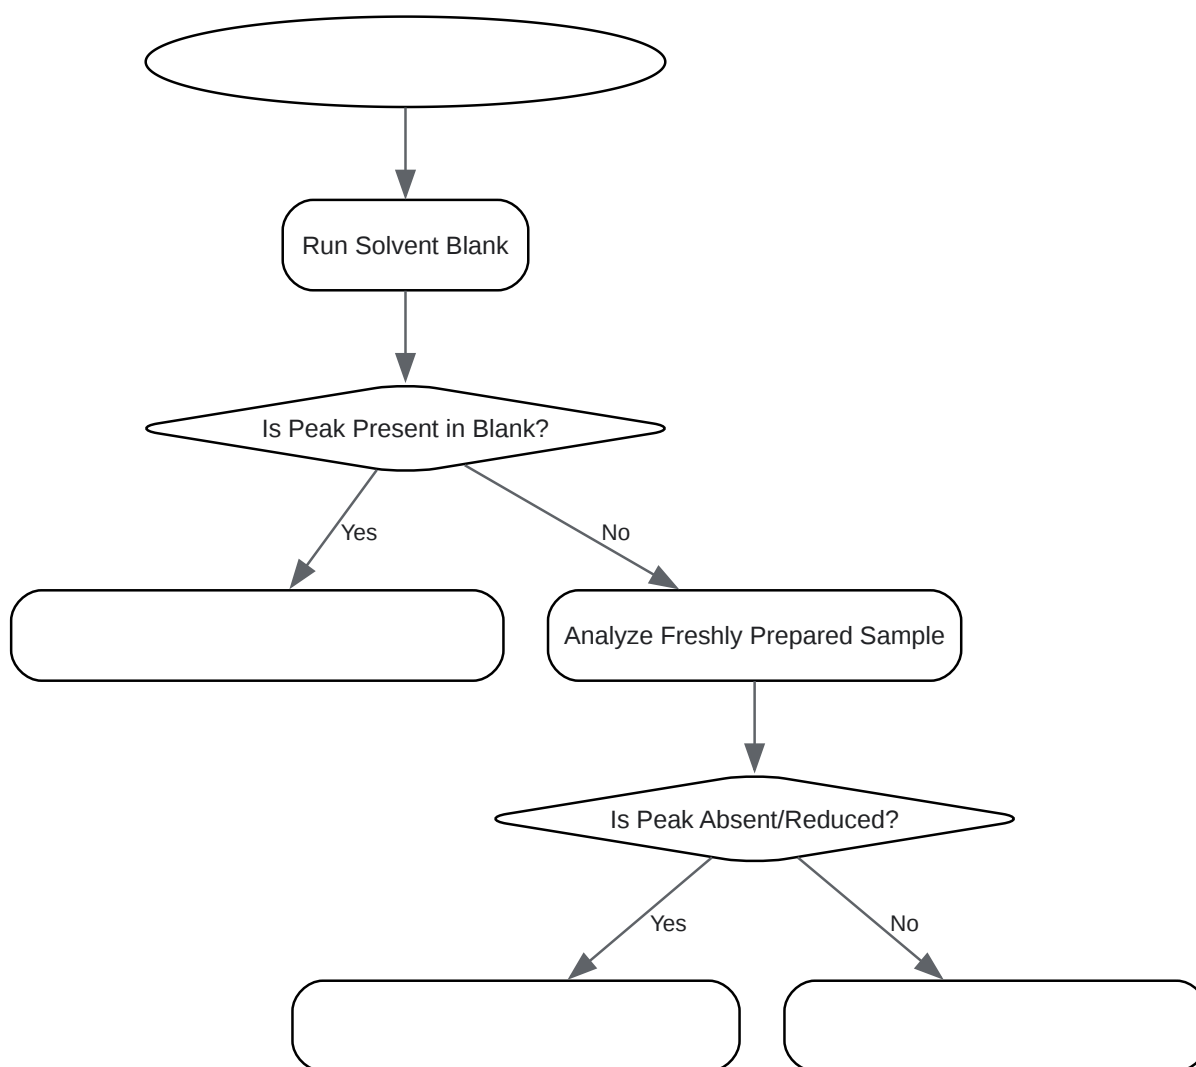 Run Solvent Blank
Is Peak Present in Blank?
Yes
No
Analyze Freshly Prepared Sample
Is Peak Absent/Reduced?
Yes
No